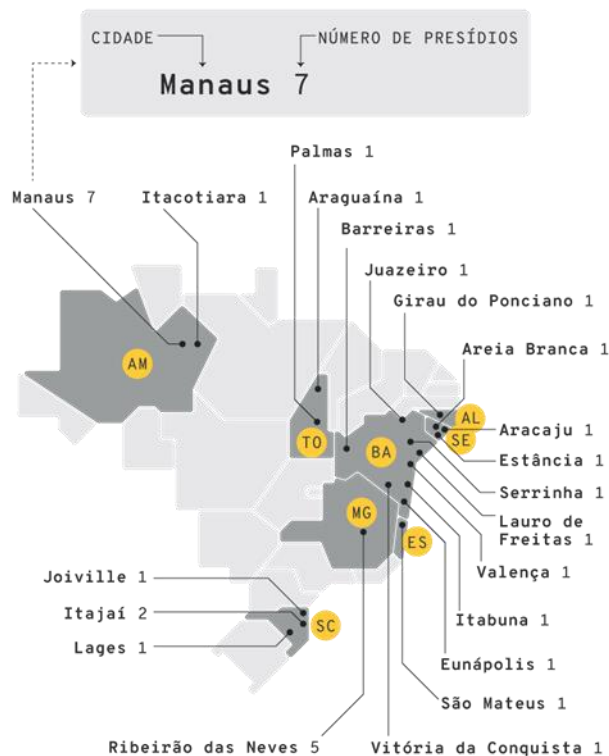 CIDADE
NÚMERO DE PRESÍDIOS
Manaus 7
Palmas 1
Manaus 7
Itacotiara 1
Araguaína 1
Barreiras 1
Juazeiro 1
Girau do Ponciano 1
Areia Branca 1
AM
AL
TO
SE
Aracaju 1
BA
Estância 1
Serrinha 1
MG
Lauro de
Freitas 1
ES
Valença 1
Joiville 1
Itajaí 2
SC
Itabuna 1
Lages 1
Eunápolis 1
São Mateus 1
Ribeirão das Neves 5
Vitória da Conquista 1